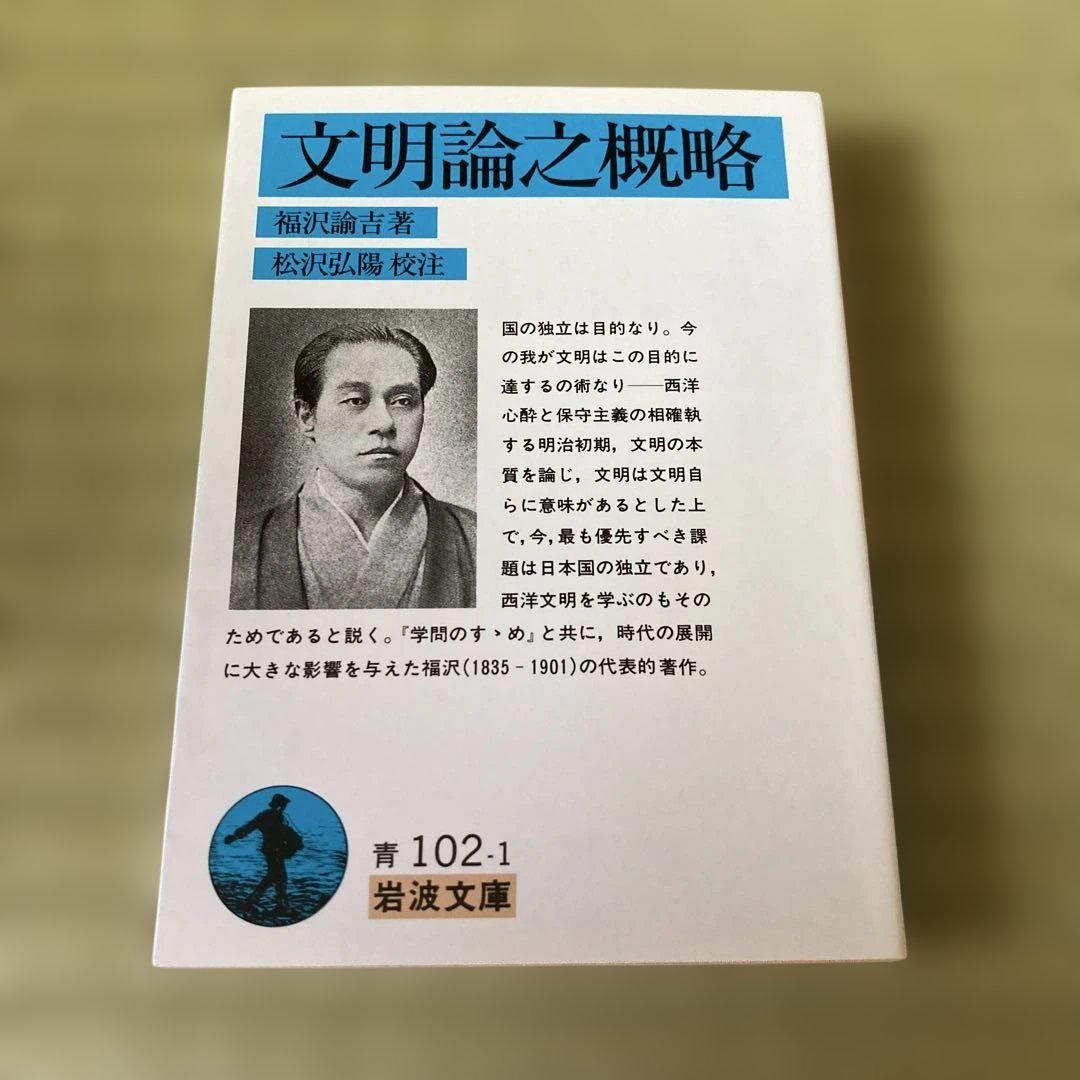 文明論之概略
福沢諭吉著
松沢弘陽 校注
国の独立は目的なり。今
の我が文明はこの目的に
達するの術なり――西洋
心酔と保守主義の相確執
する明治初期，文明の本
質を論じ，文明は文明自
らに意味があるとした上
で，今，最も優先すべき課
題は日本国の独立であり，
西洋文明を学ぶのもその
ためであると説く。『学問のすゝめ』と共に，時代の展開
に大きな影響を与えた福沢(1835‐1901)の代表的著作。
青 102-1
岩波文庫